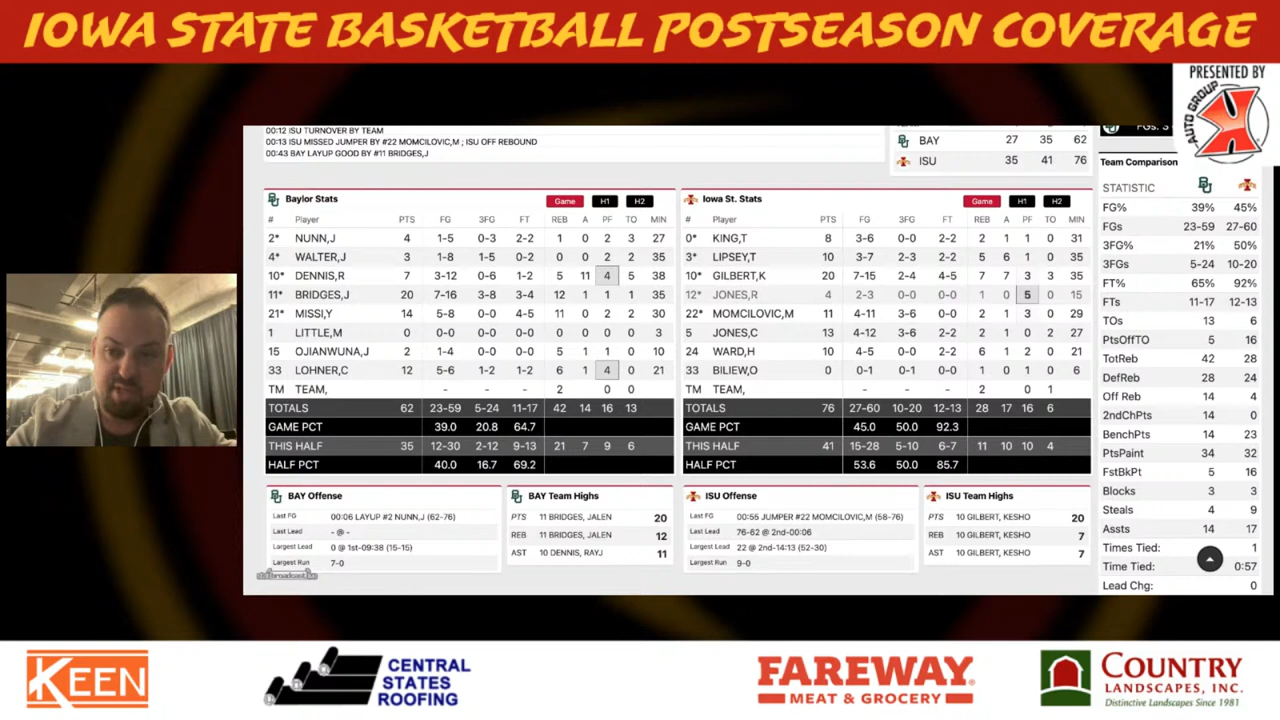 IOWA STATE BASKETBALL POSTSEASON COVERAGE
PRESENTED BY
AUTO GROUP
00:12 ISU TURNOVER BY TEAM
00:13 ISU MISSED JUMPER BY #22 MOMCILOVIC,M ; ISU OFF REBOUND
00:43 BAY LAYUP GOOD BY #11 BRIDGES,J
BAY 27 35 62
ISU 35 41 76
Baylor Stats Game H1 H2
# Player PTS FG 3FG FT REB A PF TO MIN
2* NUNN,J 4 1-5 0-3 2-2 1 0 2 3 27
4* WALTER,J 3 1-8 1-5 0-2 0 0 2 2 35
10* DENNIS,R 7 3-12 0-6 1-2 5 11 4 5 38
11* BRIDGES,J 20 7-16 3-8 3-4 12 1 1 1 35
21* MISSI,Y 14 5-8 0-0 4-5 11 0 2 2 30
1 LITTLE,M 0 0-0 0-0 0-0 0 0 0 0 3
15 OJIANWUNA,J 2 1-4 0-0 0-0 5 1 1 0 10
33 LOHNER,C 12 5-6 1-2 1-2 6 1 4 0 21
TM TEAM, - - - - 2 0 0
TOTALS 62 23-59 5-24 11-17 42 14 16 13
GAME PCT 39.0 20.8 64.7
THIS HALF 35 12-30 2-12 9-13 21 7 9 6
HALF PCT 40.0 16.7 69.2
Iowa St. Stats Game H1 H2
# Player PTS FG 3FG FT REB A PF TO MIN
0* KING,T 8 3-6 0-0 2-2 2 1 1 0 31
3* LIPSEY,T 10 3-7 2-3 2-2 5 6 1 0 35
10* GILBERT,K 20 7-15 2-4 4-5 7 7 3 3 35
12* JONES,R 4 2-3 0-0 0-0 1 0 5 0 15
22* MOMCILOVIC,M 11 4-11 3-6 0-0 2 1 3 0 29
5 JONES,C 13 4-12 3-6 2-2 2 1 0 2 27
24 WARD,H 10 4-5 0-0 2-2 6 1 2 0 21
33 BILIEW,O 0 0-1 0-1 0-0 1 0 1 0 6
TM TEAM, - - - - 2 0 1
TOTALS 76 27-60 10-20 12-13 28 17 16 6
GAME PCT 45.0 50.0 92.3
THIS HALF 41 15-28 5-10 6-7 11 10 10 4
HALF PCT 53.6 50.0 85.7
BAY Offense
Last FG 00:06 LAYUP #2 NUNN,J (62-76)
Last Lead - @ -
Largest Lead 0 @ 1st-09:38 (15-15)
Largest Run 7-0
BAY Team Highs
PTS 11 BRIDGES, JALEN 20
REB 11 BRIDGES, JALEN 12
AST 10 DENNIS, RAYJ 11
ISU Offense
Last FG 00:55 JUMPER #22 MOMCILOVIC,M (58-76)
Last Lead 76-62 @ 2nd-00:06
Largest Lead 22 @ 2nd-14:13 (52-30)
Largest Run 9-0
ISU Team Highs
PTS 10 GILBERT, KESHO 20
REB 10 GILBERT, KESHO 7
AST 10 GILBERT, KESHO 7
Team Comparison
STATISTIC
FG% 39% 45%
FGs 23-59 27-60
3FG% 21% 50%
3FGs 5-24 10-20
FT% 65% 92%
FTs 11-17 12-13
TOs 13 6
PtsOffTO 5 16
TotReb 42 28
DefReb 28 24
Off Reb 14 4
2ndChPts 14 0
BenchPts 14 23
PtsPaint 34 32
FstBkPt 5 16
Blocks 3 3
Steals 4 9
Assts 14 17
Times Tied: 1
Time Tied: 0:57
Lead Chg: 0
KEEN
CENTRAL
STATES
ROOFING
FAREWAY
MEAT & GROCERY
COUNTRY
LANDSCAPES, INC.
Distinctive Landscapes Since 1981